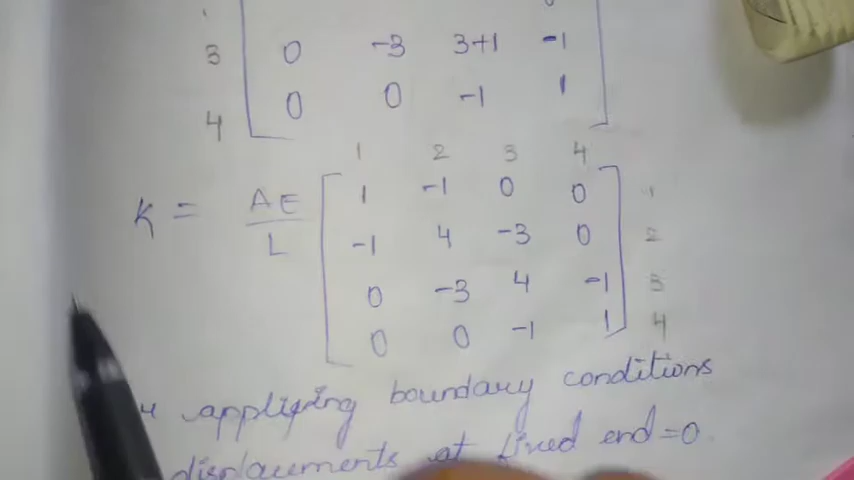 3 0 -3 3+1 -1
4 0 0 -1 1
1 2 3 4
K = AE/L [ 1 -1 0 0 ] 1
[ -1 4 -3 0 ] 2
[ 0 -3 4 -1 ] 3
[ 0 0 -1 1 ] 4
applying boundary conditions
displacements at fixed end = 0